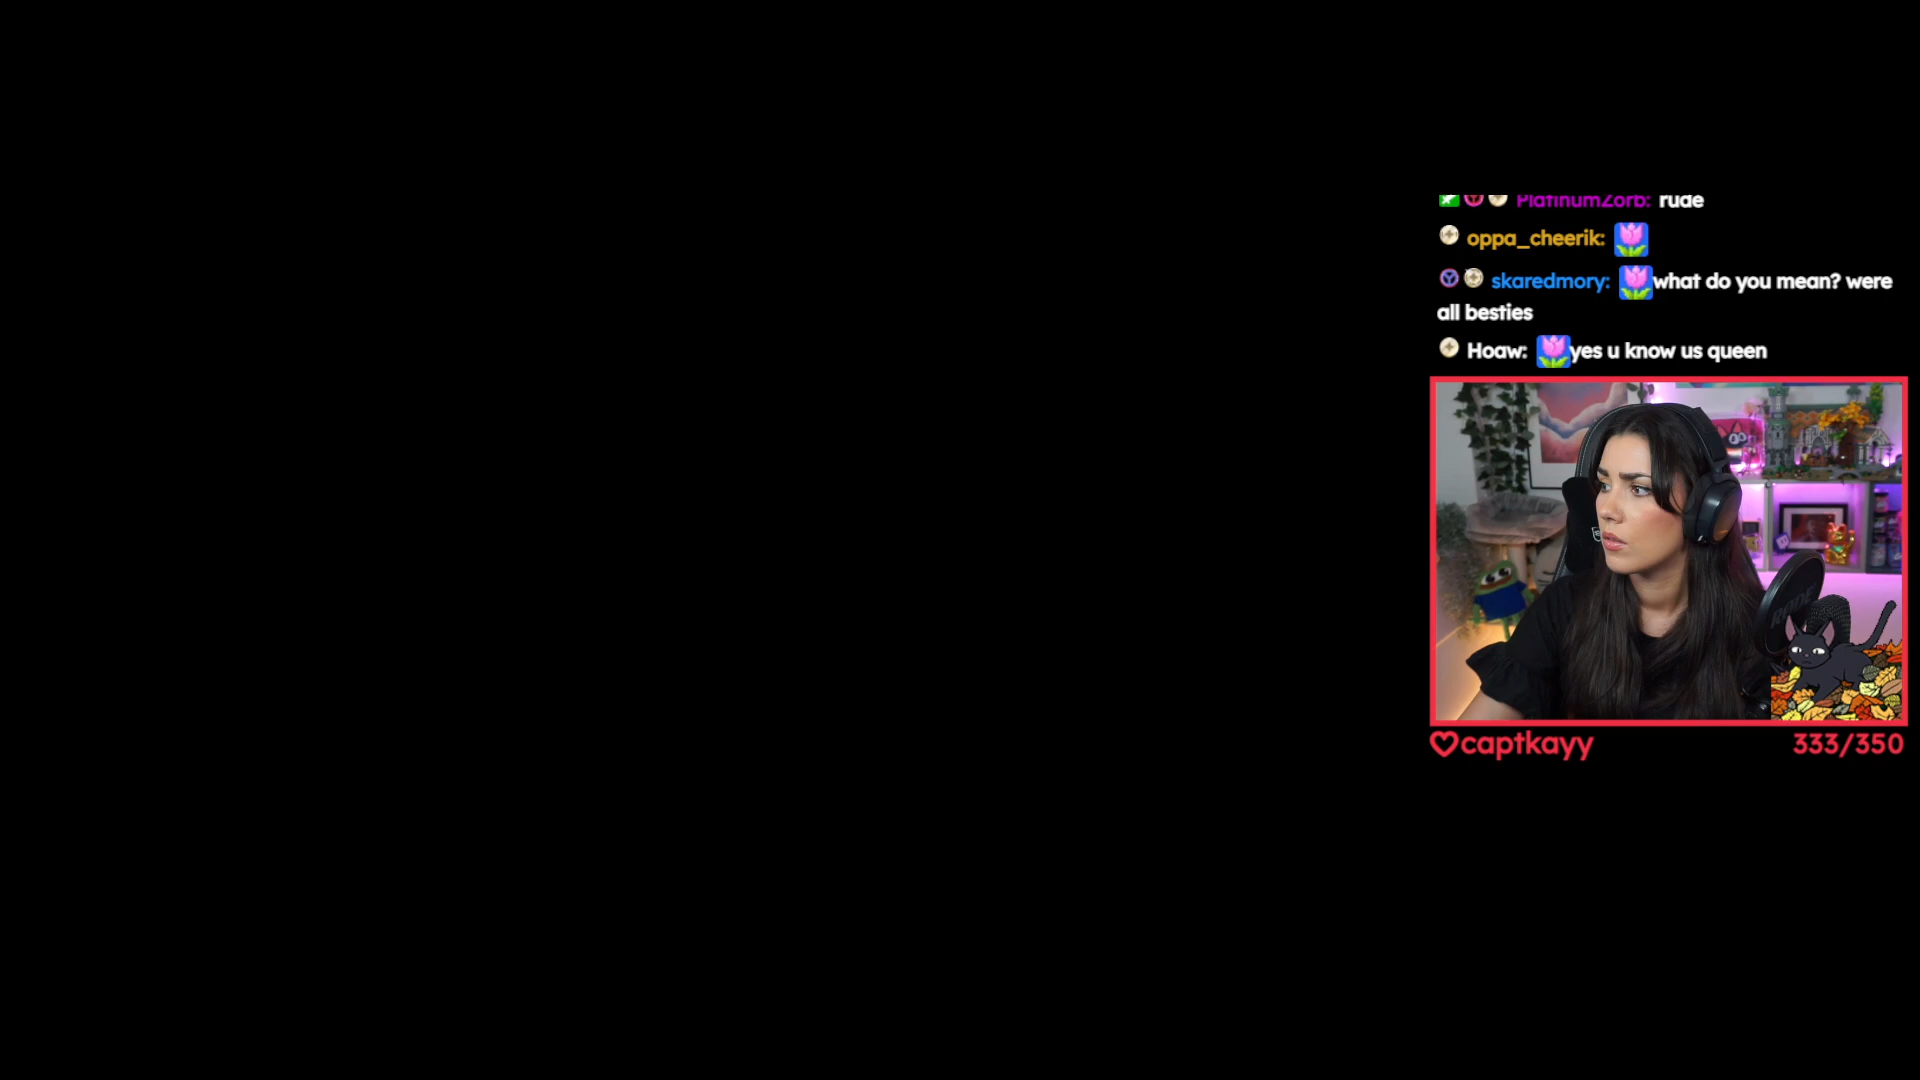 PlatinumZorb: rude
oppa_cheerik:
skaredmory: what do you mean? were
all besties
Hoaw: yes u know us queen
captkayy
333/350